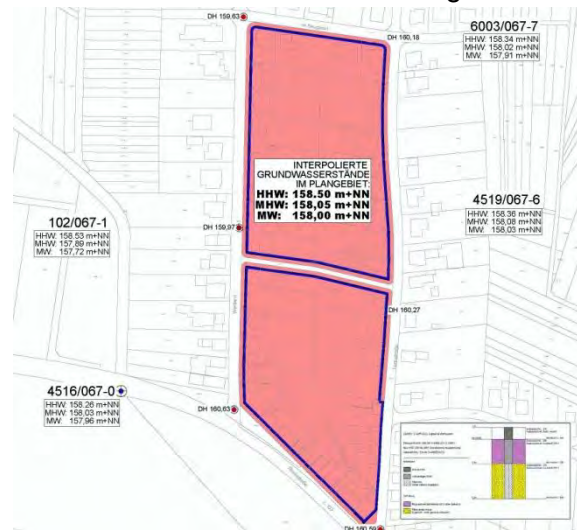 DH 159,63
DH 160,18
6003/067-7
HHW: 158.34 m+NN
MHW: 158,02 m+NN
MW: 157,91 m+NN
INTERPOLIERTE
GRUNDWASSERSTÄNDE
IM PLANGEBIET:
HHW: 158.50 m+NN
MHW: 158,05 m+NN
MW: 158,00 m+NN
4519/067-6
HHW: 158.36 m+NN
MHW: 158,08 m+NN
MW: 158,03 m+NN
102/067-1
HHW: 158.53 m+NN
MHW: 157,89 m+NN
MW: 157,72 m+NN
DH 159,97
DH 160,27
4516/067-0
HHW: 158.26 m+NN
MHW: 158,03 m+NN
MW: 157,96 m+NN
DH 160,63
DH 160,59